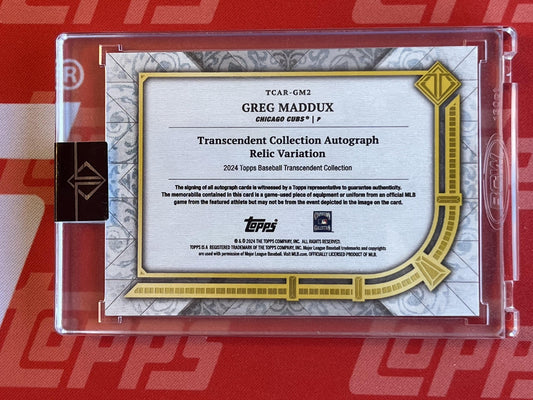 TOPPS
®
TCAR-GM2
GREG MADDUX
CHICAGO CUBS® | P
Transcendent Collection Autograph
Relic Variation
2024 Topps Baseball Transcendent Collection
The signing of all autograph cards is witnessed by a Topps representative to guarantee authenticity.
The memorabilia contained in this card is a game-used piece of equipment or uniform from an official MLB
game from the featured athlete but may not be from the event depicted in the image on the card.
Topps
® & © 2024 THE TOPPS COMPANY, INC. ALL RIGHTS RESERVED.
TOPPS IS A REGISTERED TRADEMARK OF THE TOPPS COMPANY, INC. Major League Baseball trademarks and copyrights
are used with permission of Major League Baseball. Visit MLB.com. OFFICIALLY LICENSED PRODUCT OF MLB.
BCW
TOPPS
TOPPS